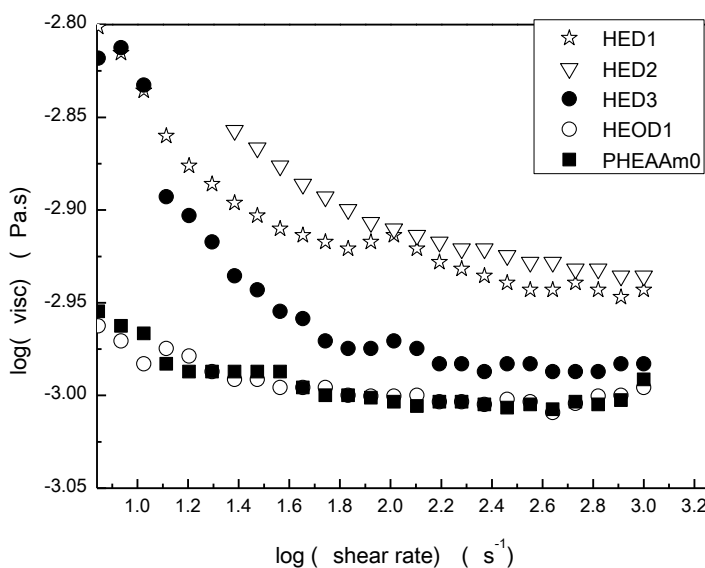 -2.80
-2.85
-2.90
-2.95
-3.00
-3.05
log( visc) ( Pa.s)
HED1
HED2
HED3
HEOD1
PHEAAm0
1.0 1.2 1.4 1.6 1.8 2.0 2.2 2.4 2.6 2.8 3.0 3.2
log ( shear rate) ( s⁻¹)